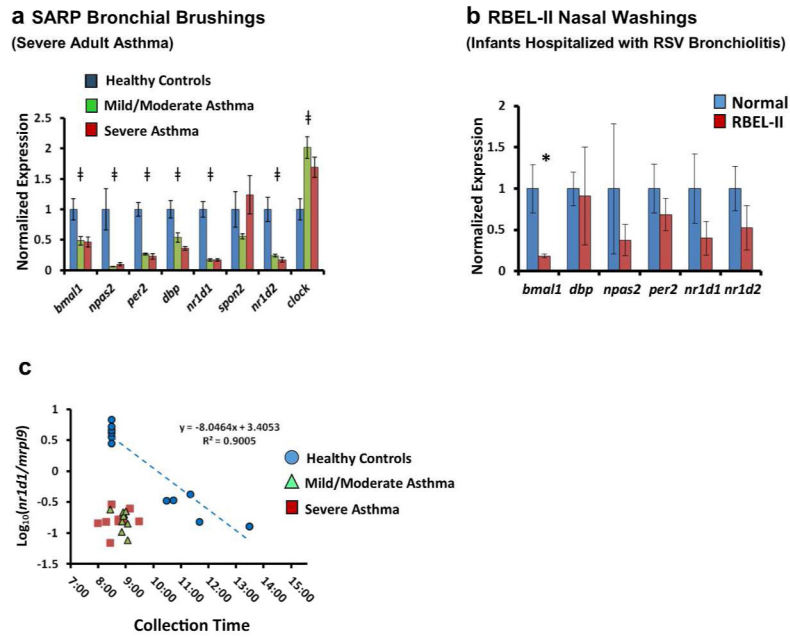 a SARP Bronchial Brushings
(Severe Adult Asthma)
Healthy Controls
Mild/Moderate Asthma
Severe Asthma
Normalized Expression
2.5
2
1.5
1
0.5
0
ǂ ǂ ǂ ǂ ǂ ǂ ǂ
bmal1 npas2 per2 dbp nr1d1 spon2 nr1d2 clock
b RBEL-II Nasal Washings
(Infants Hospitalized with RSV Bronchiolitis)
Normal
RBEL-II
Normalized Expression
2
1.5
1
0.5
0
*
bmal1 dbp npas2 per2 nr1d1 nr1d2
c
Log10(nr1d1/mrpl9)
1
0.5
0
-0.5
-1
-1.5
y = -8.0464x + 3.4053
R² = 0.9005
Healthy Controls
Mild/Moderate Asthma
Severe Asthma
7:00 8:00 9:00 10:00 11:00 12:00 13:00 14:00 15:00
Collection Time